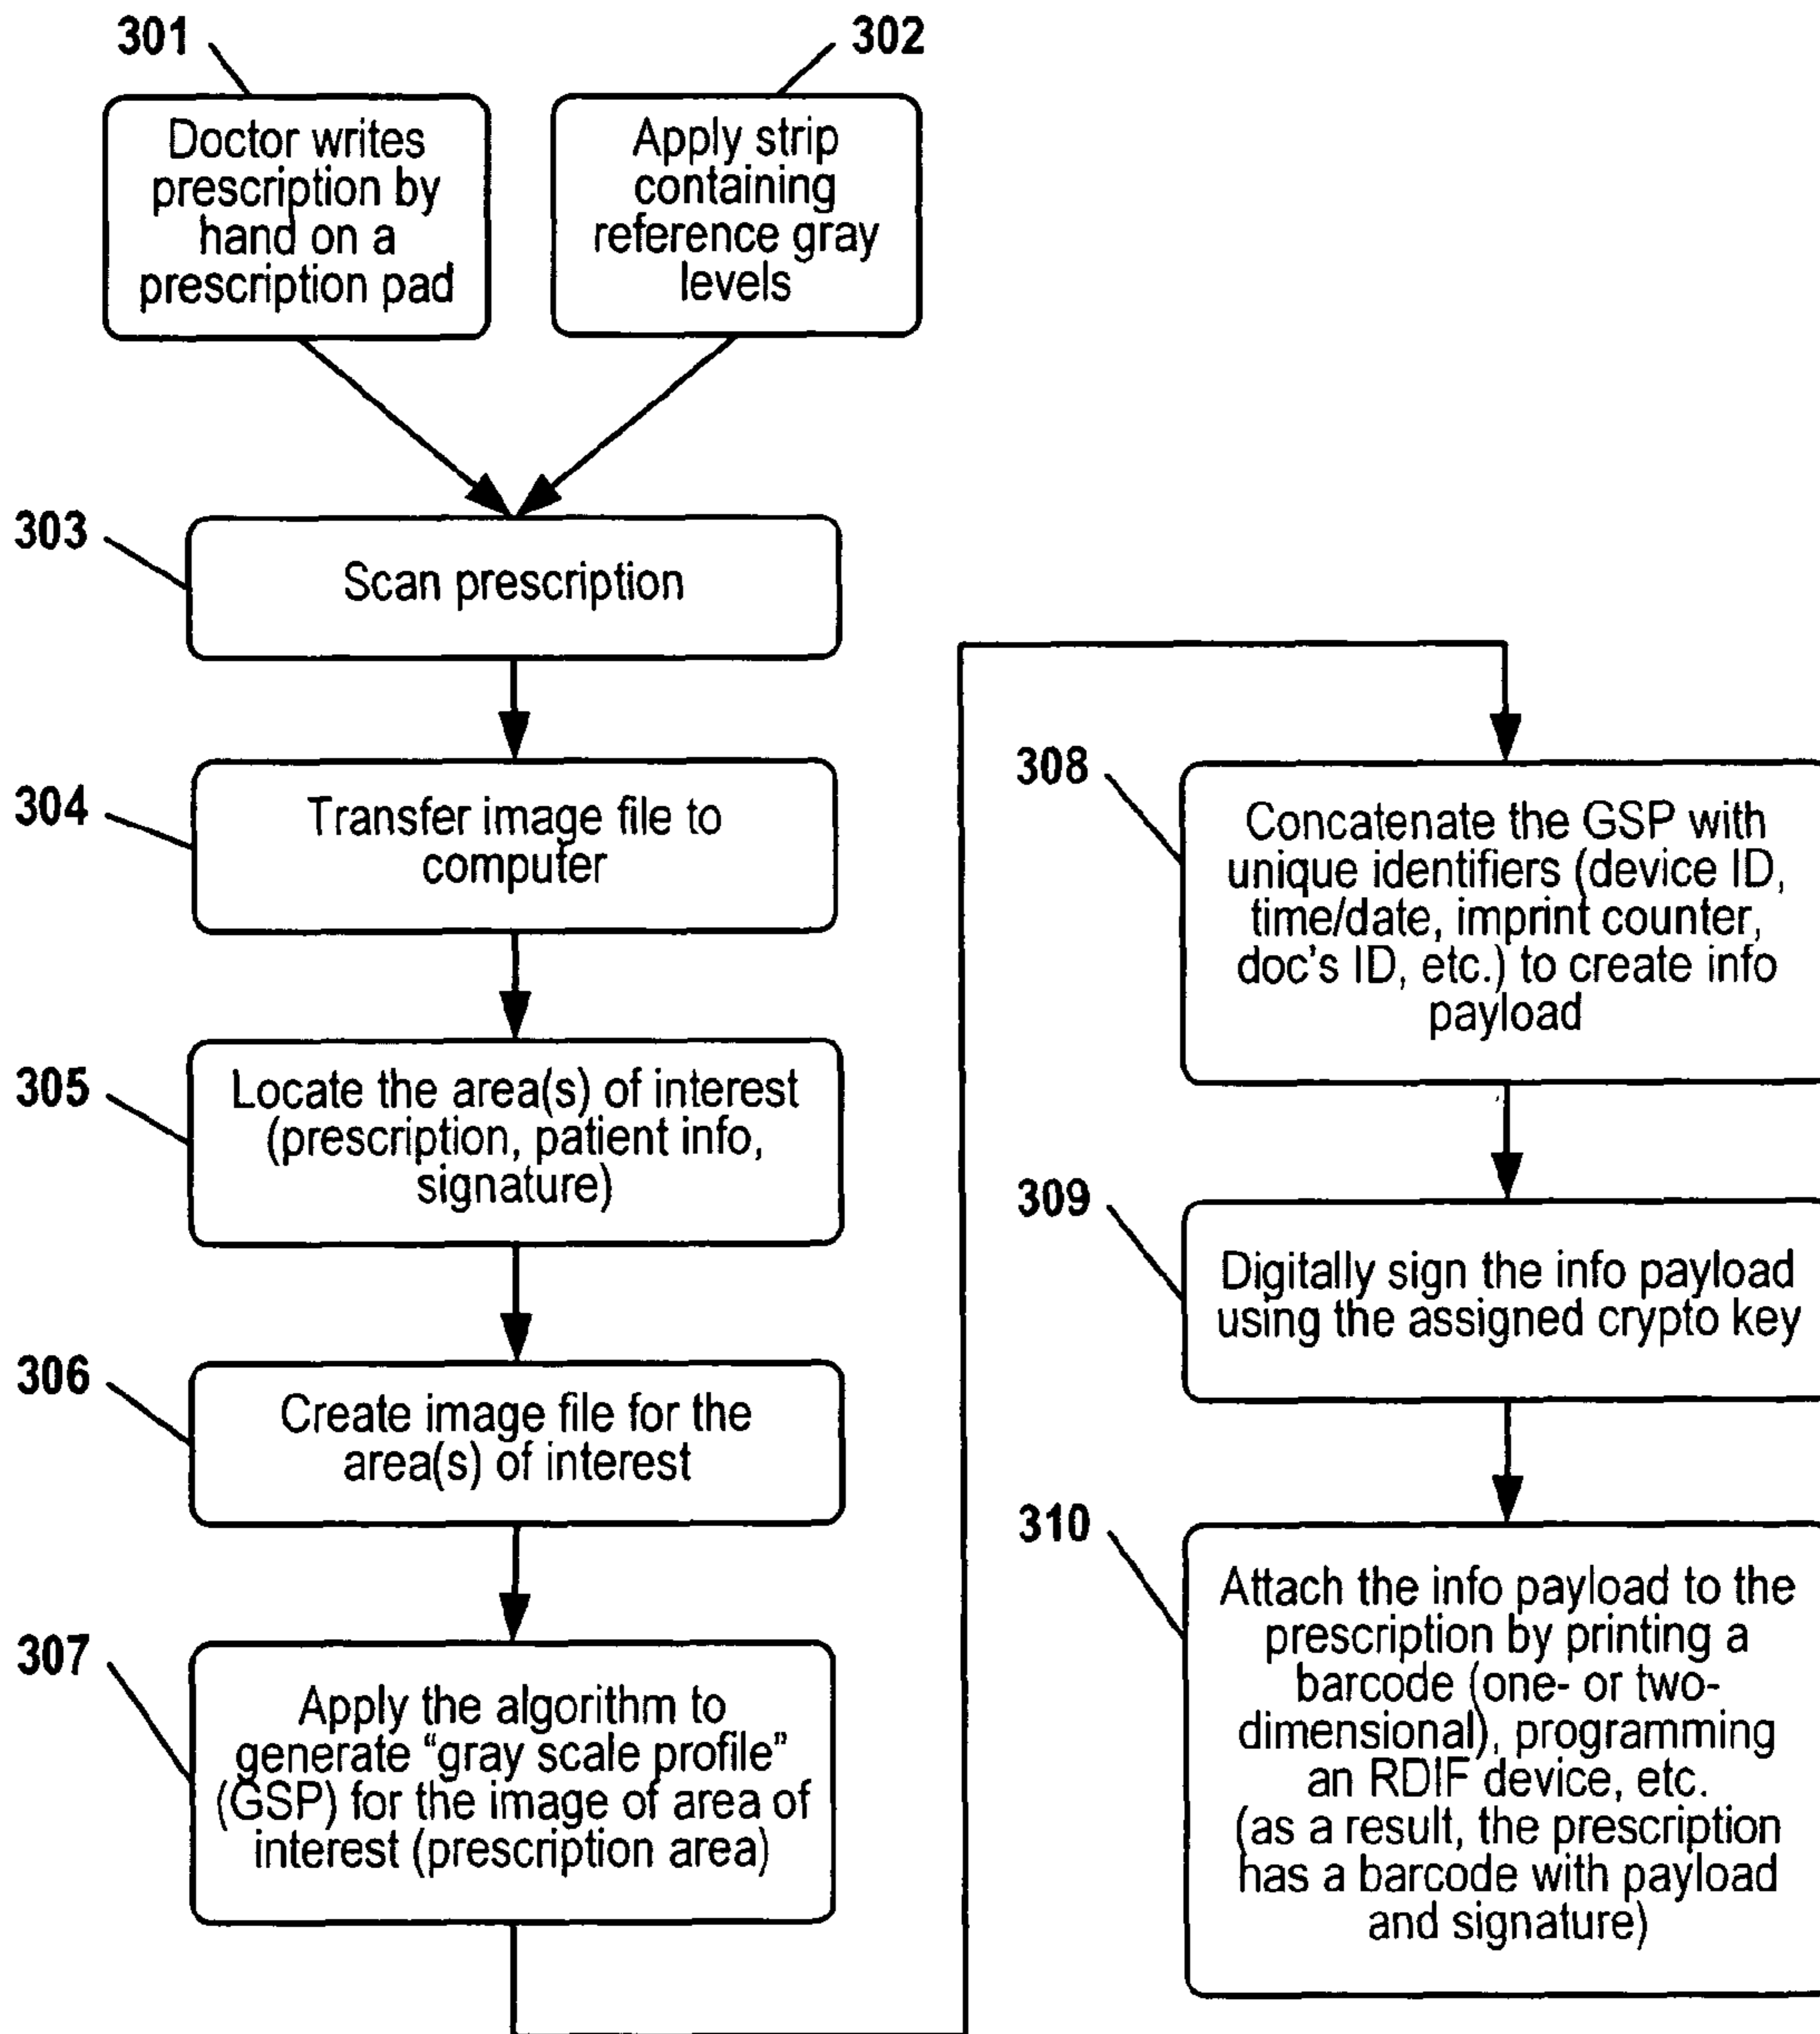 301
Doctor writes
prescription by
hand on a
prescription pad
302
Apply strip
containing
reference gray
levels
303
Scan prescription
304
Transfer image file to
computer
305
Locate the area(s) of interest
(prescription, patient info,
signature)
306
Create image file for the
area(s) of interest
307
Apply the algorithm to
generate “gray scale profile”
(GSP) for the image of area of
interest (prescription area)
308
Concatenate the GSP with
unique identifiers (device ID,
time/date, imprint counter,
doc's ID, etc.) to create info
payload
309
Digitally sign the info payload
using the assigned crypto key
310
Attach the info payload to the
prescription by printing a
barcode (one- or two-
dimensional), programming
an RDIF device, etc.
(as a result, the prescription
has a barcode with payload
and signature)